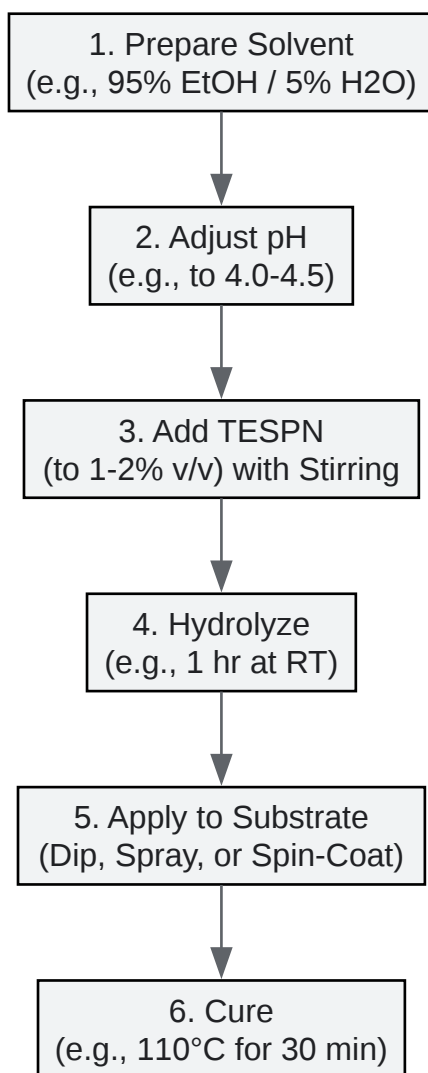 1. Prepare Solvent
(e.g., 95% EtOH / 5% H2O)
2. Adjust pH
(e.g., to 4.0-4.5)
3. Add TESPN
(to 1-2% v/v) with Stirring
4. Hydrolyze
(e.g., 1 hr at RT)
5. Apply to Substrate
(Dip, Spray, or Spin-Coat)
6. Cure
(e.g., 110°C for 30 min)